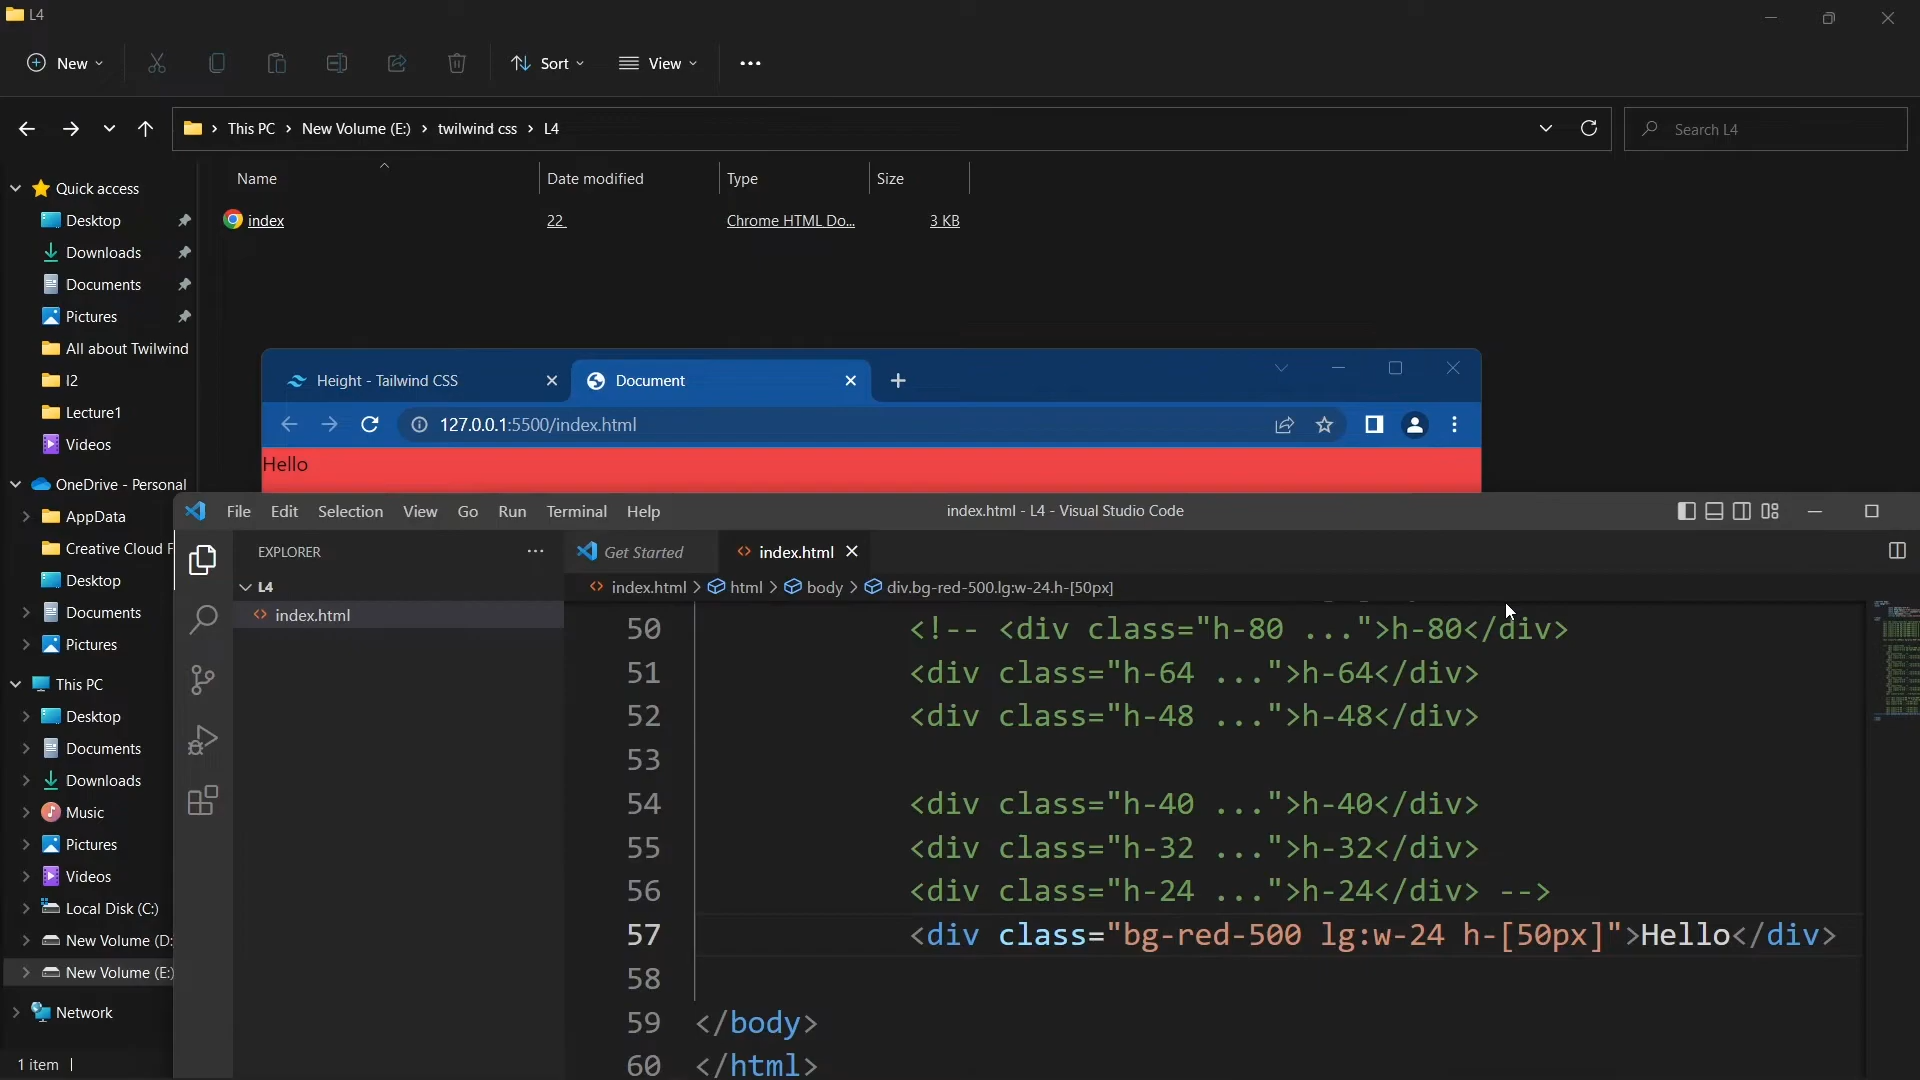 L4
New
Sort
View
This PC > New Volume (E:) > twilwind css > L4
Search L4
Name
Date modified
Type
Size
index
22
Chrome HTML Do...
3 KB
Quick access
Desktop
Downloads
Documents
Pictures
All about Twilwind
l2
Lecture1
Videos
OneDrive - Personal
AppData
Creative Cloud F
Desktop
Documents
Pictures
This PC
Desktop
Documents
Downloads
Music
Pictures
Videos
Local Disk (C:)
New Volume (D:
New Volume (E:)
Network
1 item
Height - Tailwind CSS
Document
127.0.0.1:5500/index.html
Hello
File Edit Selection View Go Run Terminal Help
index.html - L4 - Visual Studio Code
EXPLORER
L4
index.html
Get Started
index.html
index.html > html > body > div.bg-red-500.lg:w-24.h-[50px]
50 <!-- <div class="h-80 ...">h-80</div>
51 <div class="h-64 ...">h-64</div>
52 <div class="h-48 ...">h-48</div>
53
54 <div class="h-40 ...">h-40</div>
55 <div class="h-32 ...">h-32</div>
56 <div class="h-24 ...">h-24</div> -->
57 <div class="bg-red-500 lg:w-24 h-[50px]">Hello</div>
58
59 </body>
60 </html>